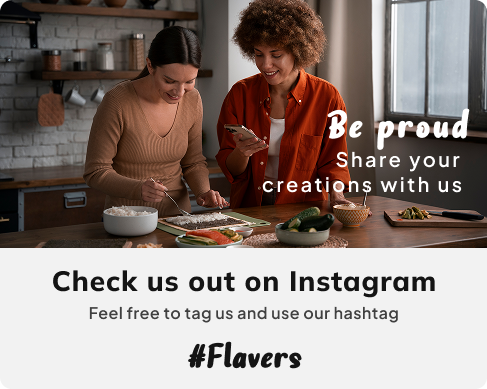 Be proud
Share your
creations with us
Check us out on Instagram
Feel free to tag us and use our hashtag
#Flavers